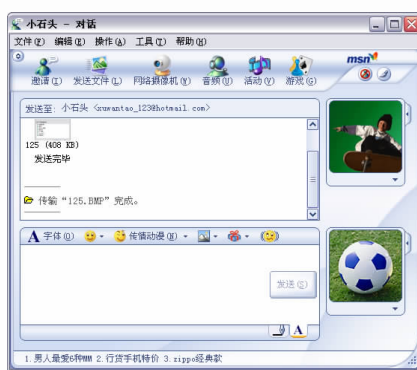 小石头 - 对话
文件(F) 编辑(E) 操作(A) 工具(T) 帮助(H)
msn
邀请(I) 发送文件(L) 网络摄像机(W) 音频(U) 活动(V) 游戏(G)
发送至: 小石头 <xuwantao_123@hotmail.com>
125 (408 KB)
发送完毕
传输“125.BMP”完成。
A 字体(O) 传情动漫(N)
发送(S)
A
1.男人最爱6种MM 2.行货手机特价 3.zippo经典款